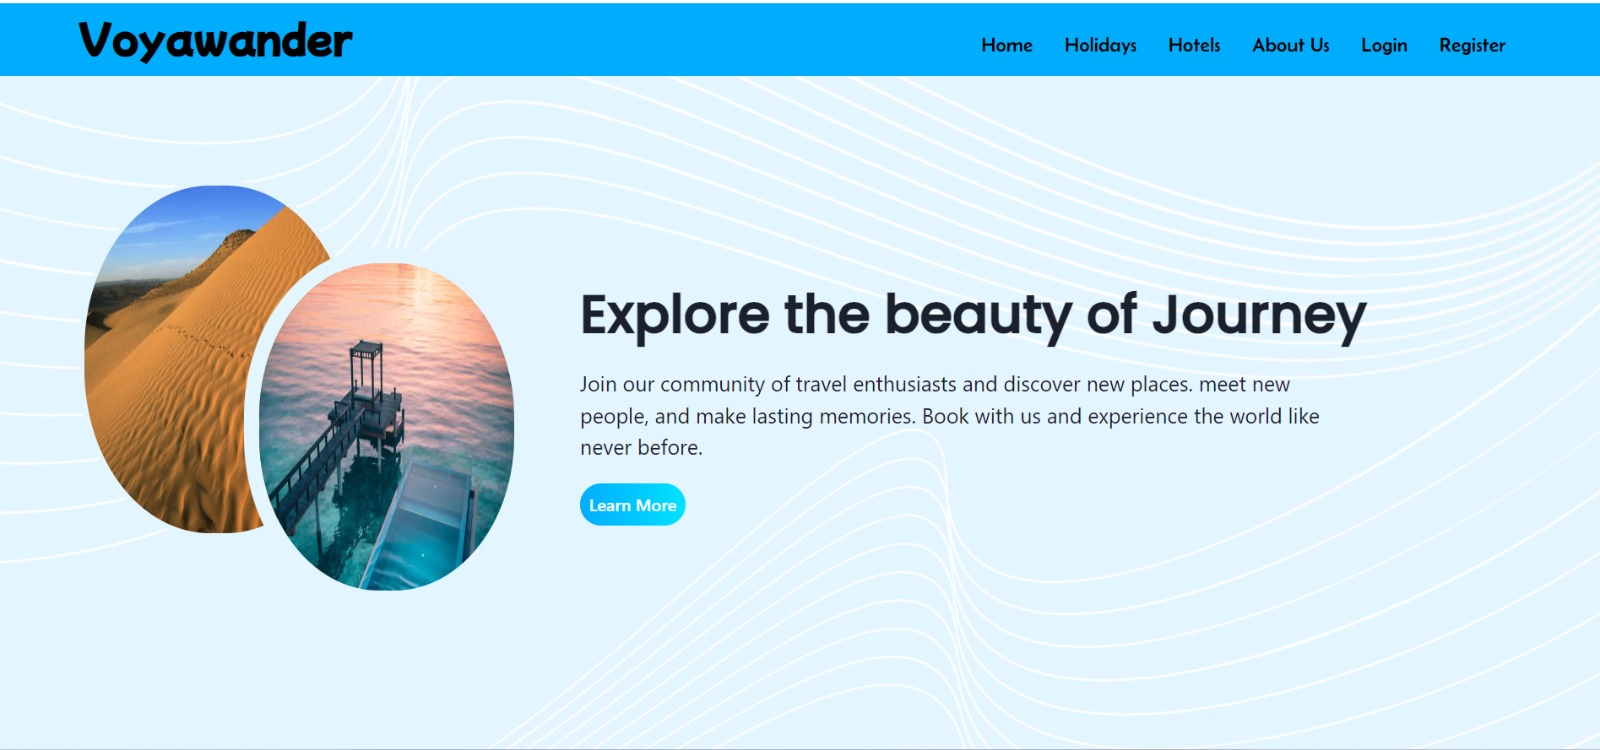 Voyawander
Home Holidays Hotels About Us Login Register
Explore the beauty of Journey
Join our community of travel enthusiasts and discover new places. meet new
people, and make lasting memories. Book with us and experience the world like
never before.
Learn More